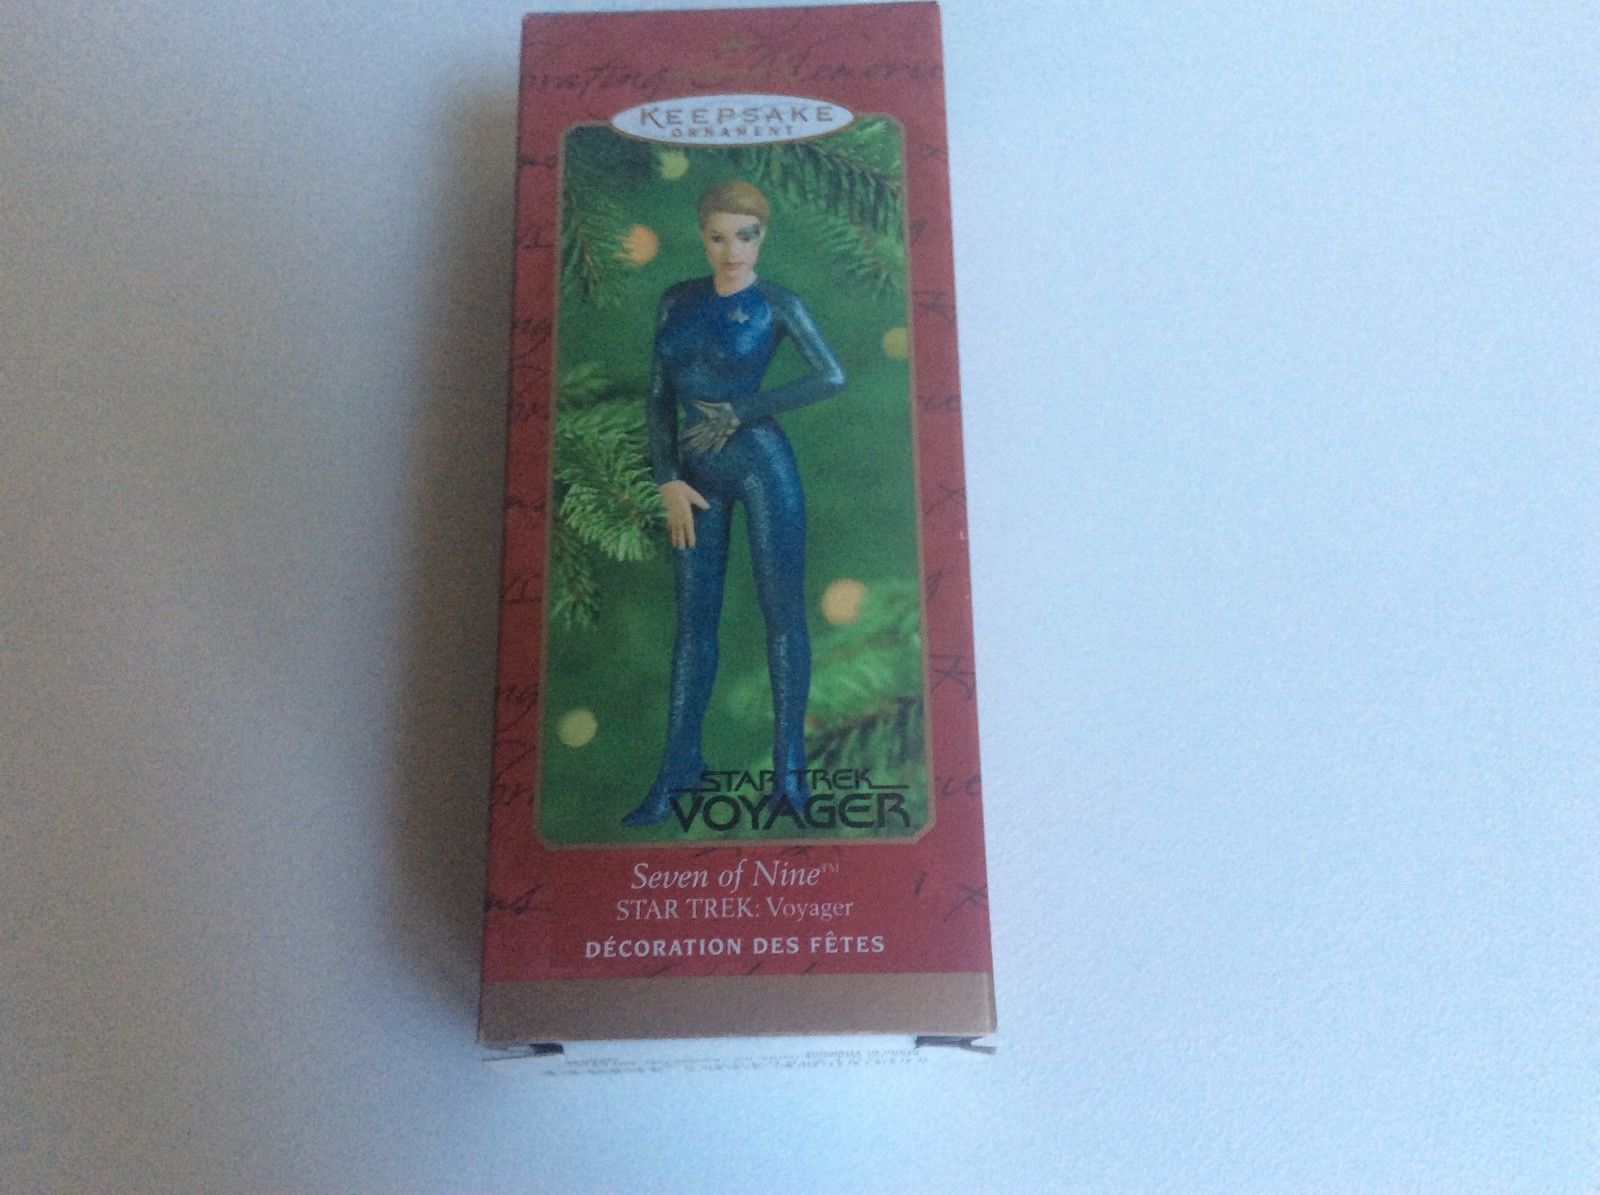 KEEPSAKE
ORNAMENT
STAR TREK
VOYAGER
Seven of Nine™
STAR TREK: Voyager
DÉCORATION DES FÊTES